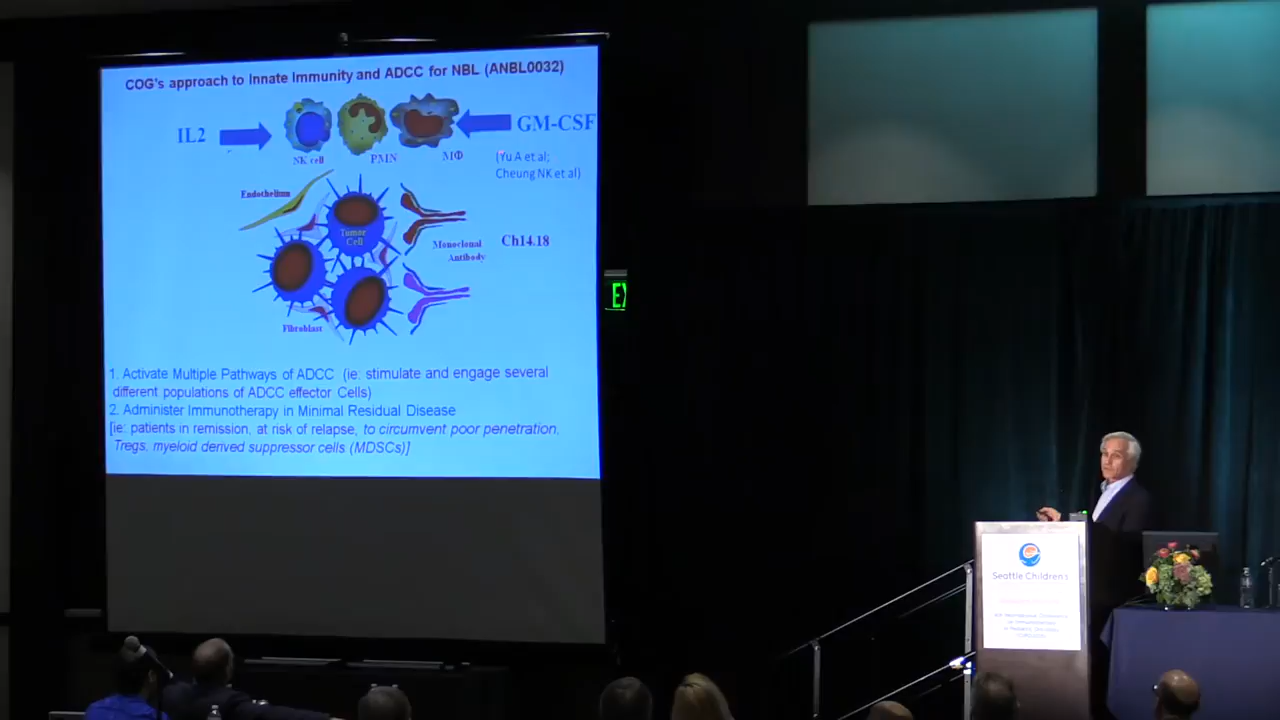 COG's approach to Innate Immunity and ADCC for NBL (ANBL0032)
IL2
GM-CSF
NK cell
PMN
MΦ
(Yu A et al;
Cheung NK et al)
Endothelium
Tumor
Cell
Monoclonal
Antibody
Ch14.18
Fibroblast
1. Activate Multiple Pathways of ADCC (ie: stimulate and engage several
different populations of ADCC effector Cells)
2. Administer Immunotherapy in Minimal Residual Disease
[ie: patients in remission, at risk of relapse, to circumvent poor penetration,
Tregs, myeloid derived suppressor cells (MDSCs)]
EX
Seattle Children's